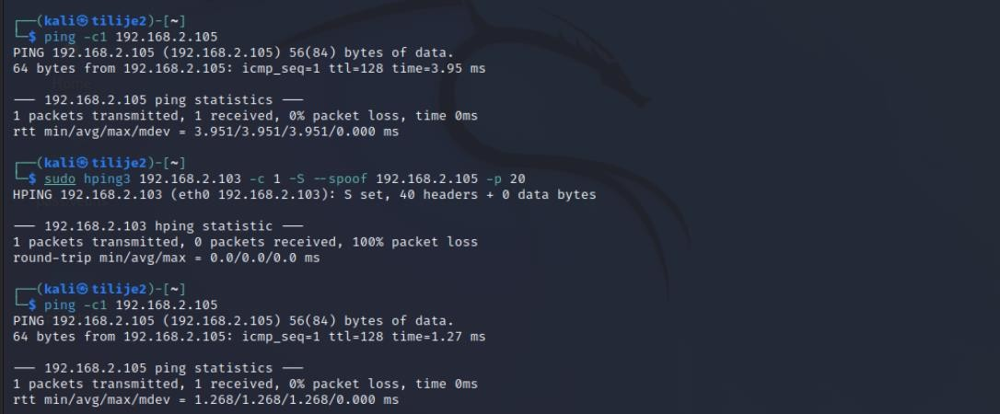 ┌──(kali㉿tilije2)-[~]
└─$ ping -c1 192.168.2.105
PING 192.168.2.105 (192.168.2.105) 56(84) bytes of data.
64 bytes from 192.168.2.105: icmp_seq=1 ttl=128 time=3.95 ms
── 192.168.2.105 ping statistics ──
1 packets transmitted, 1 received, 0% packet loss, time 0ms
rtt min/avg/max/mdev = 3.951/3.951/3.951/0.000 ms
┌──(kali㉿tilije2)-[~]
└─$ sudo hping3 192.168.2.103 -c 1 -S --spoof 192.168.2.105 -p 20
HPING 192.168.2.103 (eth0 192.168.2.103): S set, 40 headers + 0 data bytes
── 192.168.2.103 hping statistic ──
1 packets transmitted, 0 packets received, 100% packet loss
round-trip min/avg/max = 0.0/0.0/0.0 ms
┌──(kali㉿tilije2)-[~]
└─$ ping -c1 192.168.2.105
PING 192.168.2.105 (192.168.2.105) 56(84) bytes of data.
64 bytes from 192.168.2.105: icmp_seq=1 ttl=128 time=1.27 ms
── 192.168.2.105 ping statistics ──
1 packets transmitted, 1 received, 0% packet loss, time 0ms
rtt min/avg/max/mdev = 1.268/1.268/1.268/0.000 ms